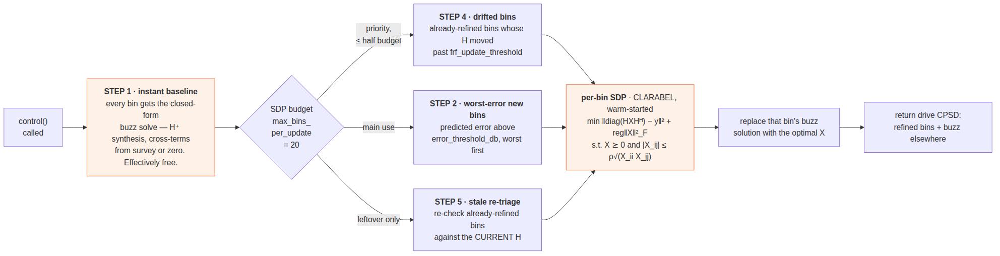 control()
called
STEP 1 · instant baseline
every bin gets the closed-
form
buzz solve — H⁺
synthesis, cross-terms
from survey or zero.
Effectively free.
SDP budget
max_bins_
per_update
= 20
priority,
≤ half budget
main use
leftover only
STEP 4 · drifted bins
already-refined bins whose
H moved
past frf_update_threshold
STEP 2 · worst-error new
bins
predicted error above
error_threshold_db, worst
first
STEP 5 · stale re-triage
re-check already-refined
bins
against the CURRENT H
per-bin SDP · CLARABEL,
warm-started
min ‖diag(HXHᴴ) − y‖² +
reg‖X‖²_F
s.t. X ⪰ 0 and |X_ij| ≤
ρ√(X_ii X_jj)
replace that bin's buzz
solution with the optimal X
return drive CPSD:
refined bins + buzz
elsewhere